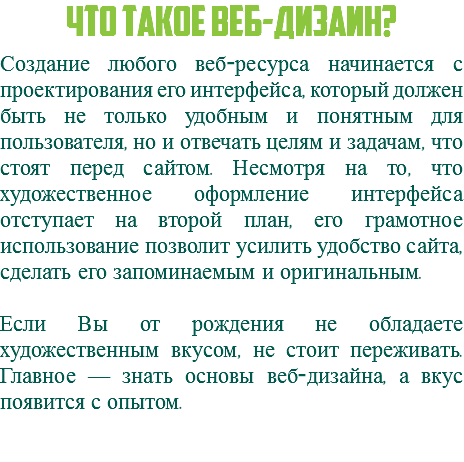 ЧТО ТАКОЕ ВЕБ-ДИЗАЙН?
Создание любого веб-ресурса начинается с
проектирования его интерфейса, который должен
быть не только удобным и понятным для
пользователя, но и отвечать целям и задачам, что
стоят перед сайтом. Несмотря на то, что
художественное оформление интерфейса
отступает на второй план, его грамотное
использование позволит усилить удобство сайта,
сделать его запоминаемым и оригинальным.
Если Вы от рождения не обладаете
художественным вкусом, не стоит переживать.
Главное — знать основы веб-дизайна, а вкус
появится с опытом.